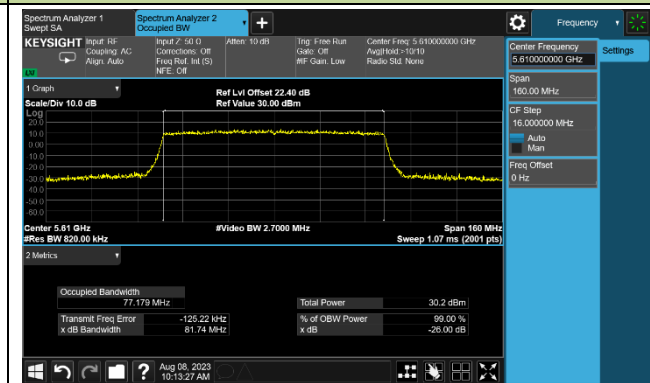 Spectrum Analyzer 1
Swept SA
Spectrum Analyzer 2
Occupied BW
+
Frequency
KEYSIGHT
Input: RF
Coupling: AC
Align: Auto
Input Z: 50 Ω
Corrections: Off
Freq Ref: Int (S)
NFE: Off
Atten: 10 dB
Trig: Free Run
Gate: Off
#IF Gain: Low
Center Freq: 5.610000000 GHz
Avg|Hold:>10/10
Radio Std: None
Center Frequency
5.610000000 GHz
Settings
Span
160.00 MHz
CF Step
16.000000 MHz
Auto
Man
Freq Offset
0 Hz
LW
1 Graph
Scale/Div 10.0 dB
Ref Lvl Offset 22.40 dB
Ref Value 30.00 dBm
Log
20.0
10.0
0.00
-10.0
-20.0
-30.0
-40.0
-50.0
-60.0
Center 5.61 GHz
#Res BW 820.00 kHz
#Video BW 2.7000 MHz
Span 160 MHz
Sweep 1.07 ms (2001 pts)
2 Metrics
Occupied Bandwidth
77.179 MHz
Total Power 30.2 dBm
Transmit Freq Error -125.22 kHz
% of OBW Power 99.00 %
x dB Bandwidth 81.74 MHz
x dB -26.00 dB
?
Aug 08, 2023
10:13:27 AM